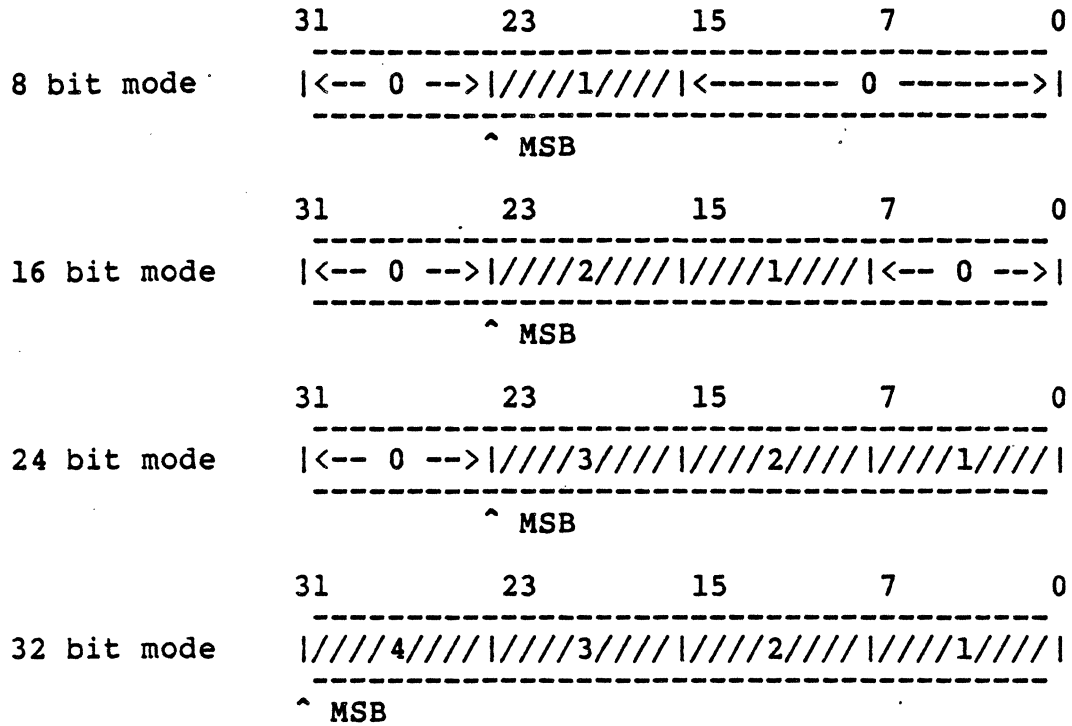 31 23 15 7 0
-------------------------------------------
8 bit mode |<-- 0 -->|////1////|<------- 0 ------->|
-------------------------------------------
^ MSB
31 23 15 7 0
-------------------------------------------
16 bit mode |<-- 0 -->|////2////|////1////|<-- 0 -->|
-------------------------------------------
^ MSB
31 23 15 7 0
-------------------------------------------
24 bit mode |<-- 0 -->|////3////|////2////|////1////|
-------------------------------------------
^ MSB
31 23 15 7 0
-------------------------------------------
32 bit mode |////4////|////3////|////2////|////1////|
-------------------------------------------
^ MSB